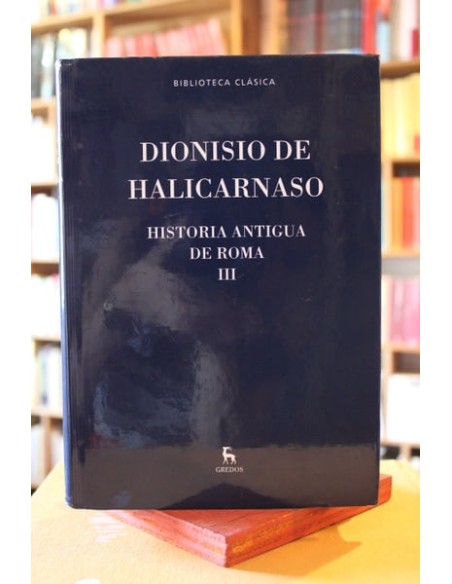 BIBLIOTECA CLÁSICA
DIONISIO DE
HALICARNASO
HISTORIA ANTIGUA
DE ROMA
III
GREDOS